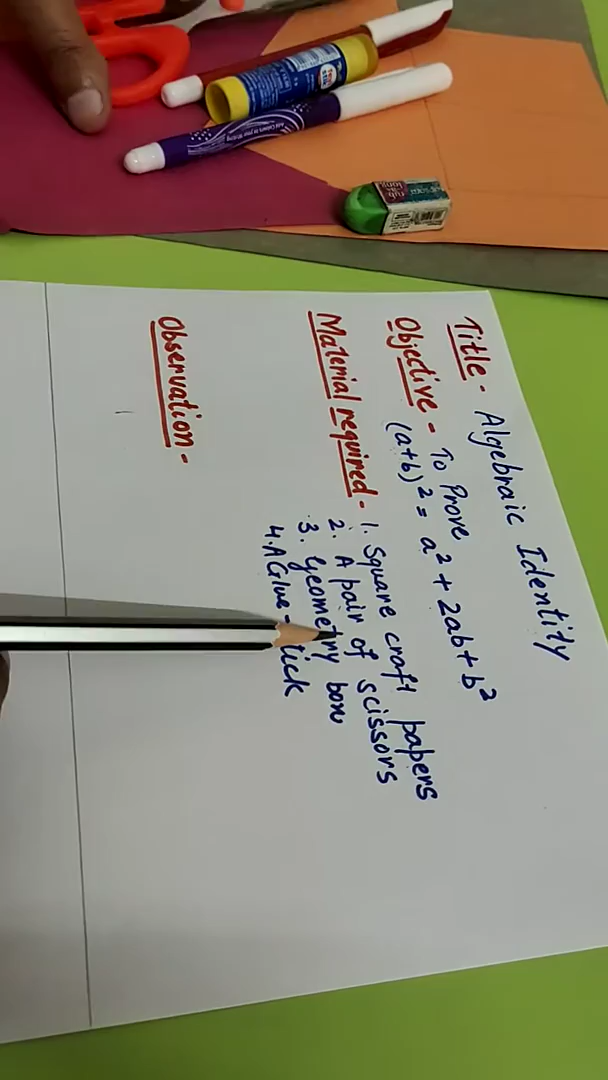 Title - Algebraic Identity
Objective - To Prove
(a+b)² = a² + 2ab + b²
Material required - 1. Square craft papers
2. A pair of scissors
3. Geometry box
4. A Glue-tick
Observation -